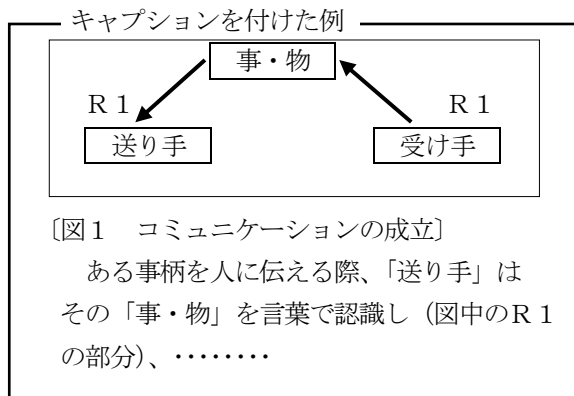 キャプションを付けた例
事・物
R1 R1
送り手 受け手
〔図1 コミュニケーションの成立〕
ある事柄を人に伝える際、「送り手」は
その「事・物」を言葉で認識し(図中のR1
の部分)、・・・・・・・・